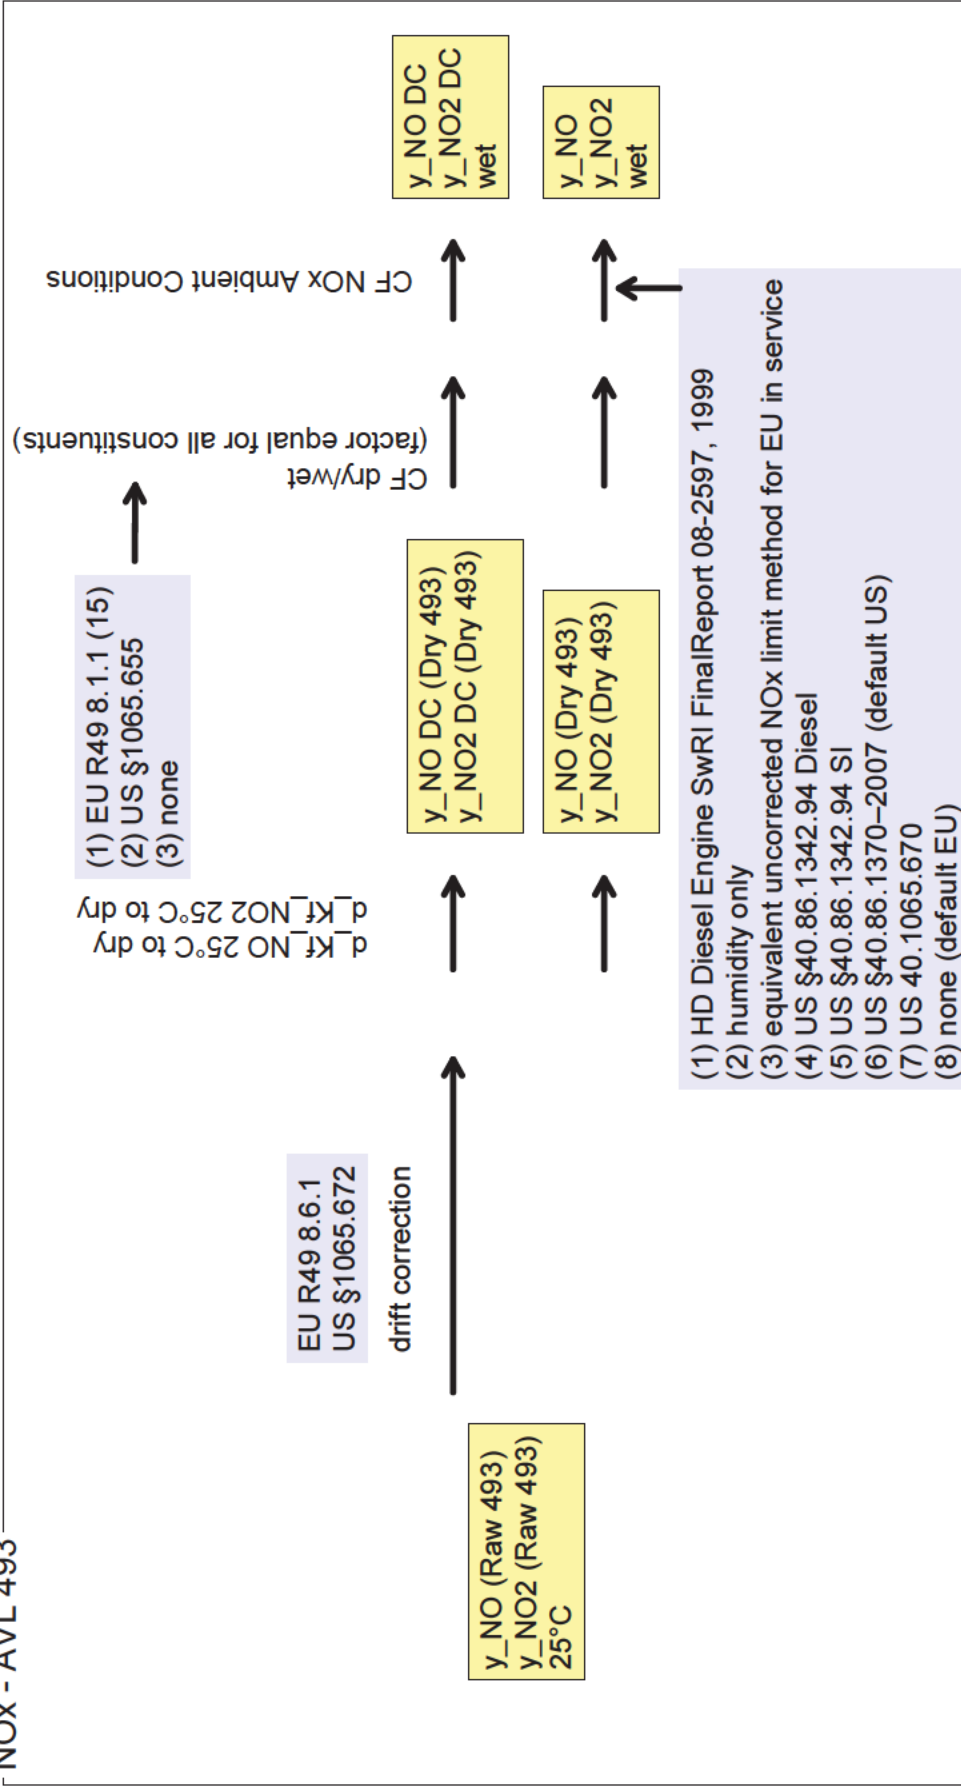 NOx - AVL 493
y_NO (Raw 493)
y_NO2 (Raw 493)
25°C
EU R49 8.6.1
US §1065.672
drift correction
d_Kf_NO 25°C to dry
d_Kf_NO2 25°C to dry
(1) EU R49 8.1.1 (15)
(2) US §1065.655
(3) none
y_NO DC (Dry 493)
y_NO2 DC (Dry 493)
y_NO (Dry 493)
y_NO2 (Dry 493)
CF dry/wet
(factor equal for all constituents)
CF NOx Ambient Conditions
y_NO DC
y_NO2 DC
wet
y_NO
y_NO2
wet
(1) HD Diesel Engine SwRI FinalReport 08-2597, 1999
(2) humidity only
(3) equivalent uncorrected NOx limit method for EU in service
(4) US §40.86.1342.94 Diesel
(5) US §40.86.1342.94 SI
(6) US §40.86.1370–2007 (default US)
(7) US 40.1065.670
(8) none (default EU)